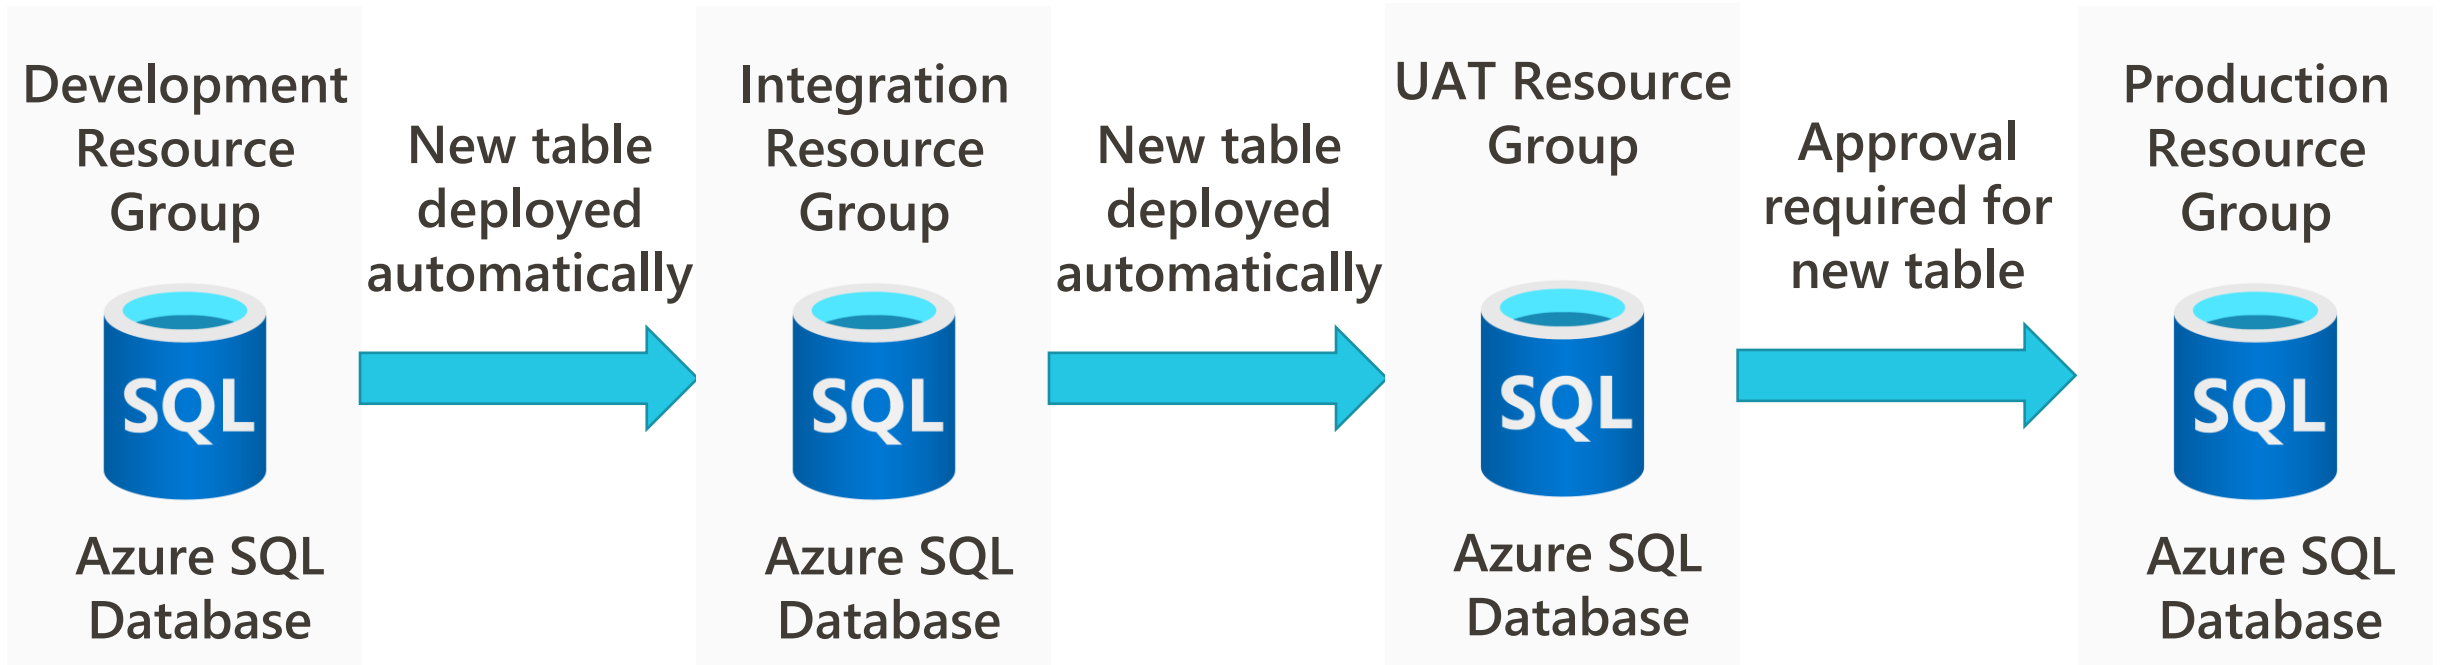 Development
Resource
Group
SQL
Azure SQL
Database
New table
deployed
automatically
Integration
Resource
Group
SQL
Azure SQL
Database
New table
deployed
automatically
UAT Resource
Group
SQL
Azure SQL
Database
Approval
required for
new table
Production
Resource
Group
SQL
Azure SQL
Database